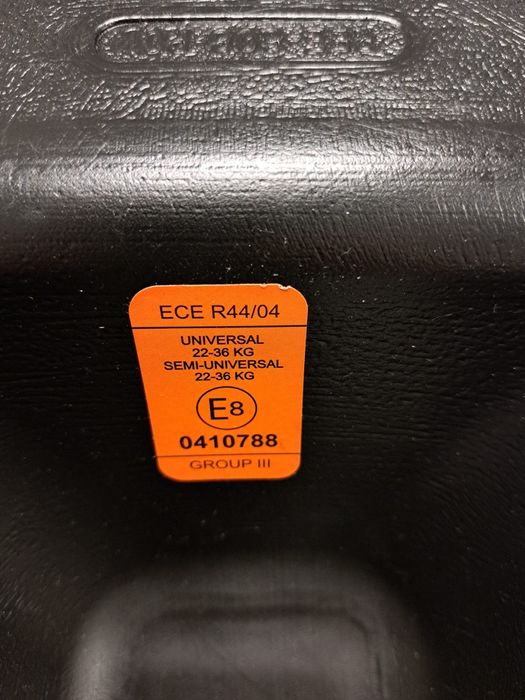 ECE R44/04
UNIVERSAL
22-36 KG
SEMI-UNIVERSAL
22-36 KG
E8
0410788
GROUP III